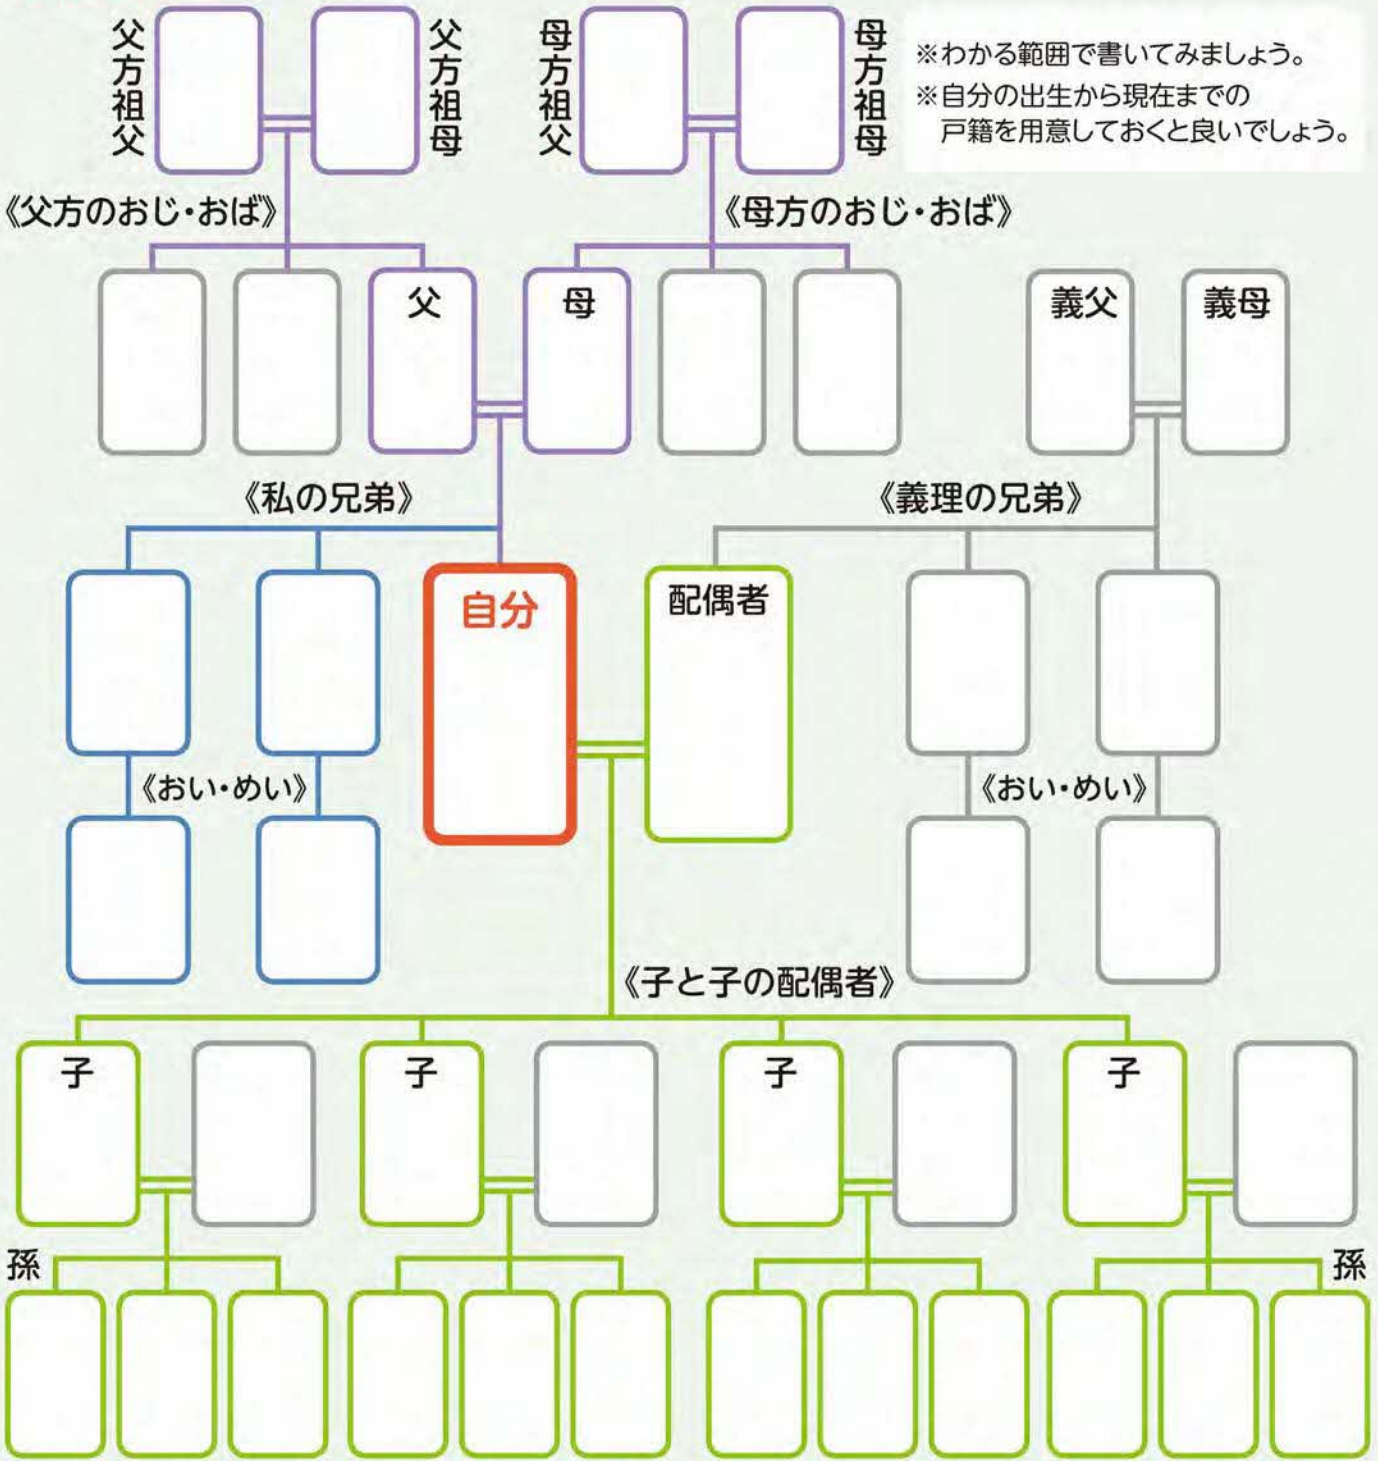 父方祖父
父方祖母
母方祖父
母方祖母
※わかる範囲で書いてみましょう。
※自分の出生から現在までの
戸籍を用意しておくと良いでしょう。
《父方のおじ・おば》
《母方のおじ・おば》
父
母
義父
義母
《私の兄弟》
《義理の兄弟》
自分
配偶者
《おい・めい》
《おい・めい》
《子と子の配偶者》
子
子
子
子
孫
孫